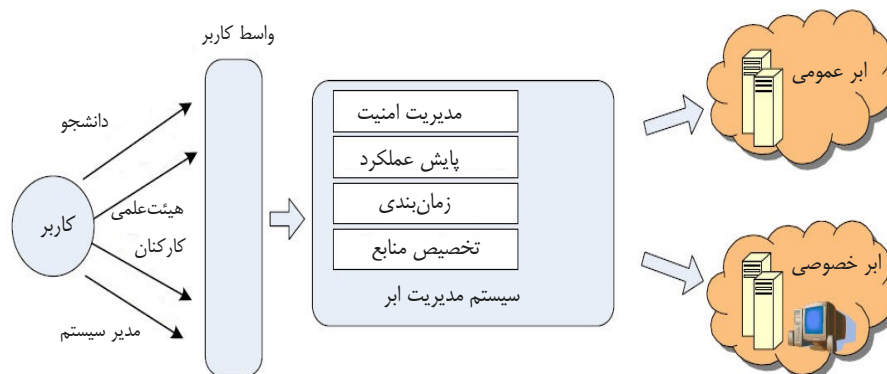 واسط کاربر
دانشجو
هیئت‌علمی
کاربر
کارکنان
مدیر سیستم
مدیریت امنیت
پایش عملکرد
زمان‌بندی
تخصیص منابع
سیستم مدیریت ابر
ابر عمومی
ابر خصوصی